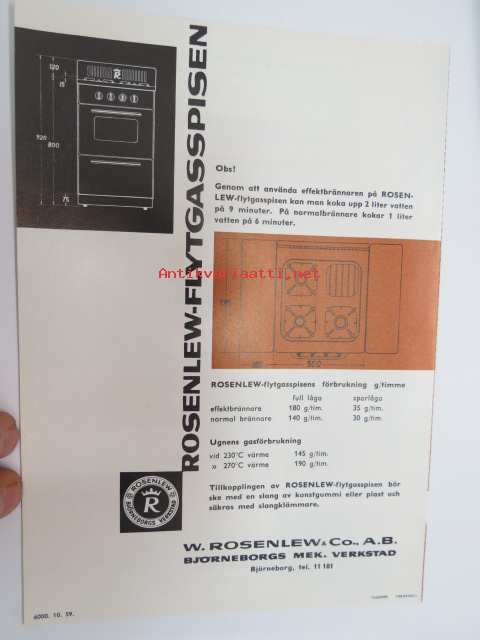 120
R
15
920
800
75
ROSENLEW-FLYTGASSPISEN
Obs!
Genom att använda effektbrännaren på ROSEN-
LEW-flytgasspisen kan man koka upp 2 liter vatten
på 9 minuter. På normalbrännare kokar 1 liter
vatten på 6 minuter.
Antikvariaatti.net
ROSENLEW-flytgasspisens förbrukning g/timme
full låga sparlåga
effektbrännare 180 g/tim. 35 g/tim.
normal brännare 140 g/tim. 30 g/tim.
Ugnens gasförbrukning
vid 230°C värme 145 g/tim.
» 270°C värme 190 g/tim.
Tillkopplingen av ROSENLEW-flytgasspisen bör
ske med en slang av konstgummi eller plast och
säkras med slangklämmare.
ROSENLEW
R
BJÖRNEBORGS VERKSTAD
W. ROSENLEW & Co., A.B.
BJÖRNEBORGS MEK. VERKSTAD
Björneborg, tel. 11 181
6000. 10. 59.